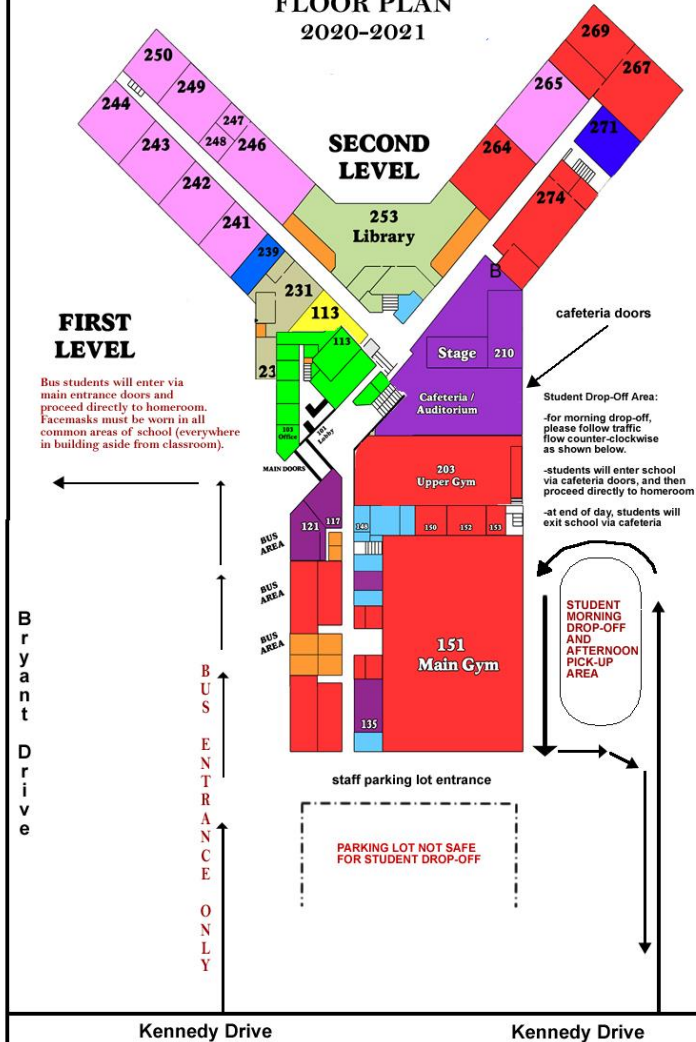 FLOOR PLAN
2020-2021
250
249
244
247
248
246
243
242
241
239
SECOND
LEVEL
253
Library
269
267
265
264
271
274
B
231
113
113
23
FIRST
LEVEL
Bus students will enter via
main entrance doors and
proceed directly to homeroom.
Facemasks must be worn in all
common areas of school (everywhere
in building aside from classroom).
103
Office
101
Lobby
MAIN DOORS
Stage
210
Cafeteria /
Auditorium
cafeteria doors
Student Drop-Off Area:
-for morning drop-off,
please follow traffic
flow counter-clockwise
as shown below.
-students will enter school
via cafeteria doors, and then
proceed directly to homeroom
-at end of day, students will
exit school via cafeteria
203
Upper Gym
121
117
148
150
152
153
BUS
AREA
BUS
AREA
BUS
AREA
151
Main Gym
135
STUDENT
MORNING
DROP-OFF
AND
AFTERNOON
PICK-UP
AREA
Bryant Drive
BUS ENTRANCE ONLY
staff parking lot entrance
PARKING LOT NOT SAFE
FOR STUDENT DROP-OFF
Kennedy Drive
Kennedy Drive